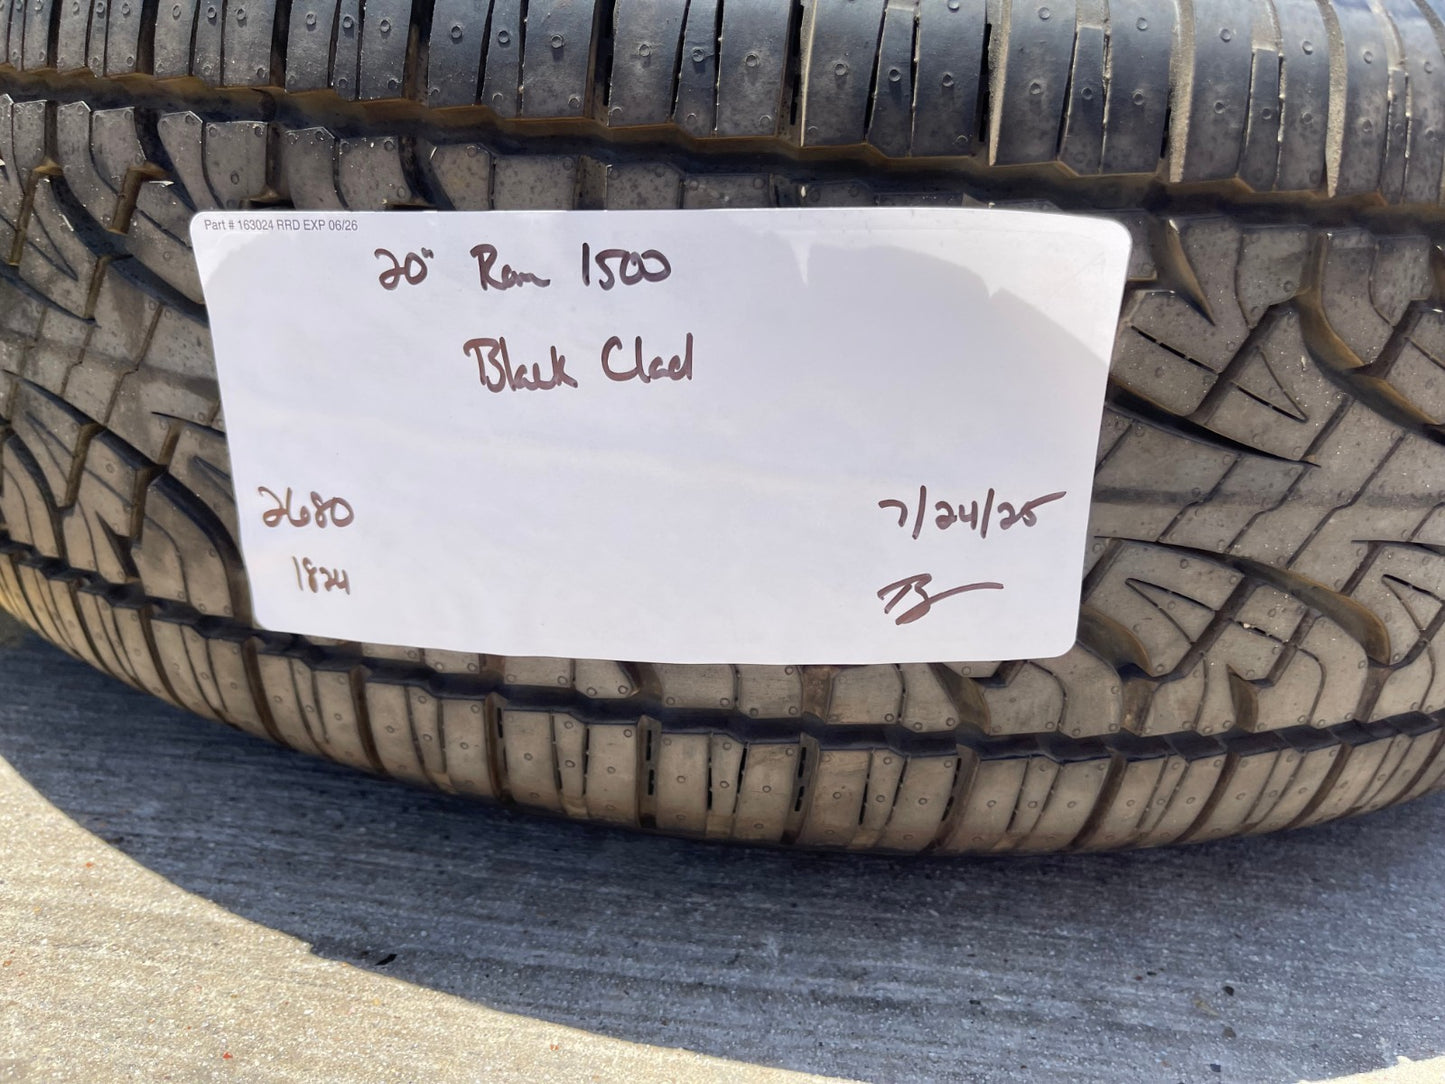 Part # 163024 RRD EXP 06/26
20" Ram 1500
Black Clad
2680
7/24/25
1824